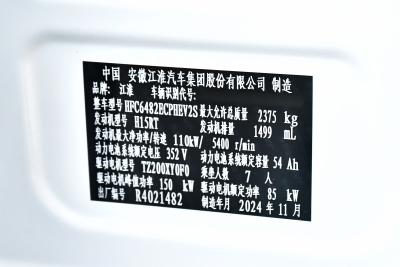 中国 安徽江淮汽车集团股份有限公司 制造
品牌：江淮 车辆识别代号：
整车型号 HFC6482ECPHEV2S 最大允许总质量 2375 kg
发动机型号 H15RT 发动机排量 1499 mL
发动机最大净功率/转速 110kW/ 5400 r/min
动力电池系统额定电压 352 V 动力电池系统额定容量 54 Ah
驱动电机型号 TZ200XY0F0 乘坐人数 7 人
驱动电机峰值功率 150 kW 驱动电机额定功率 85 kW
出厂编号 R4021482 制造年月 2024 年 11 月